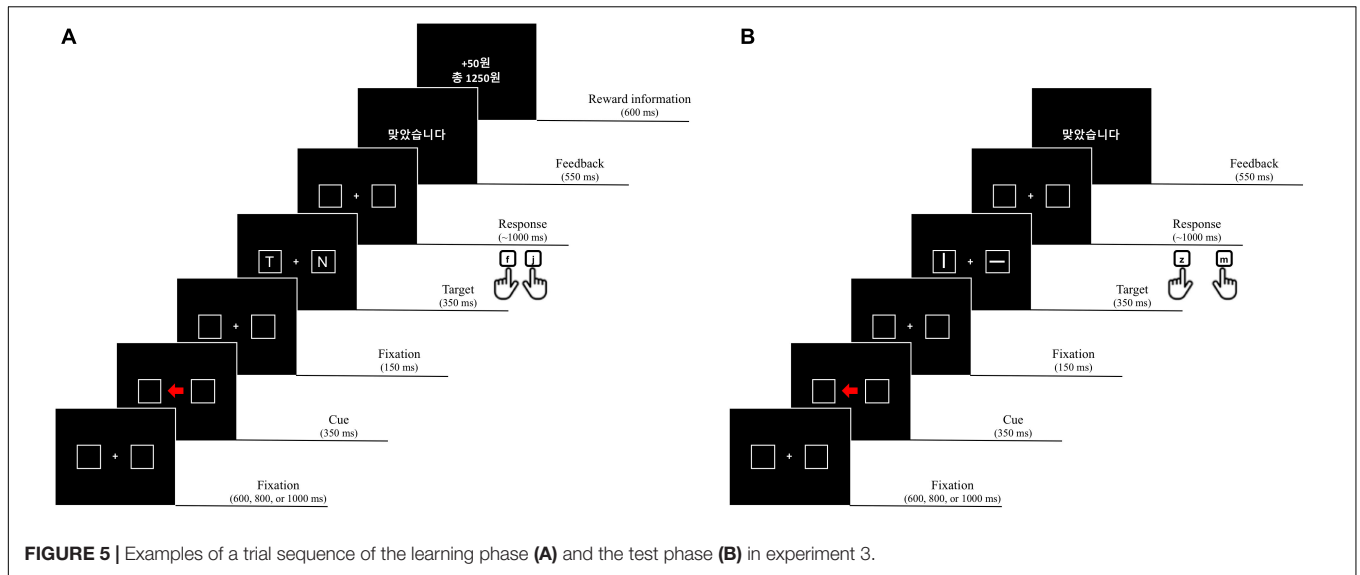 A
+50원
총 1250원
Reward information
(600 ms)
맞았습니다
Feedback
(550 ms)
Response
(~1000 ms)
f j
T + N
Target
(350 ms)
+
Fixation
(150 ms)
Cue
(350 ms)
+
Fixation
(600, 800, or 1000 ms)
B
맞았습니다
Feedback
(550 ms)
+
Response
(~1000 ms)
z m
+
Target
(350 ms)
+
Fixation
(150 ms)
Cue
(350 ms)
+
Fixation
(600, 800, or 1000 ms)
FIGURE 5 | Examples of a trial sequence of the learning phase (A) and the test phase (B) in experiment 3.